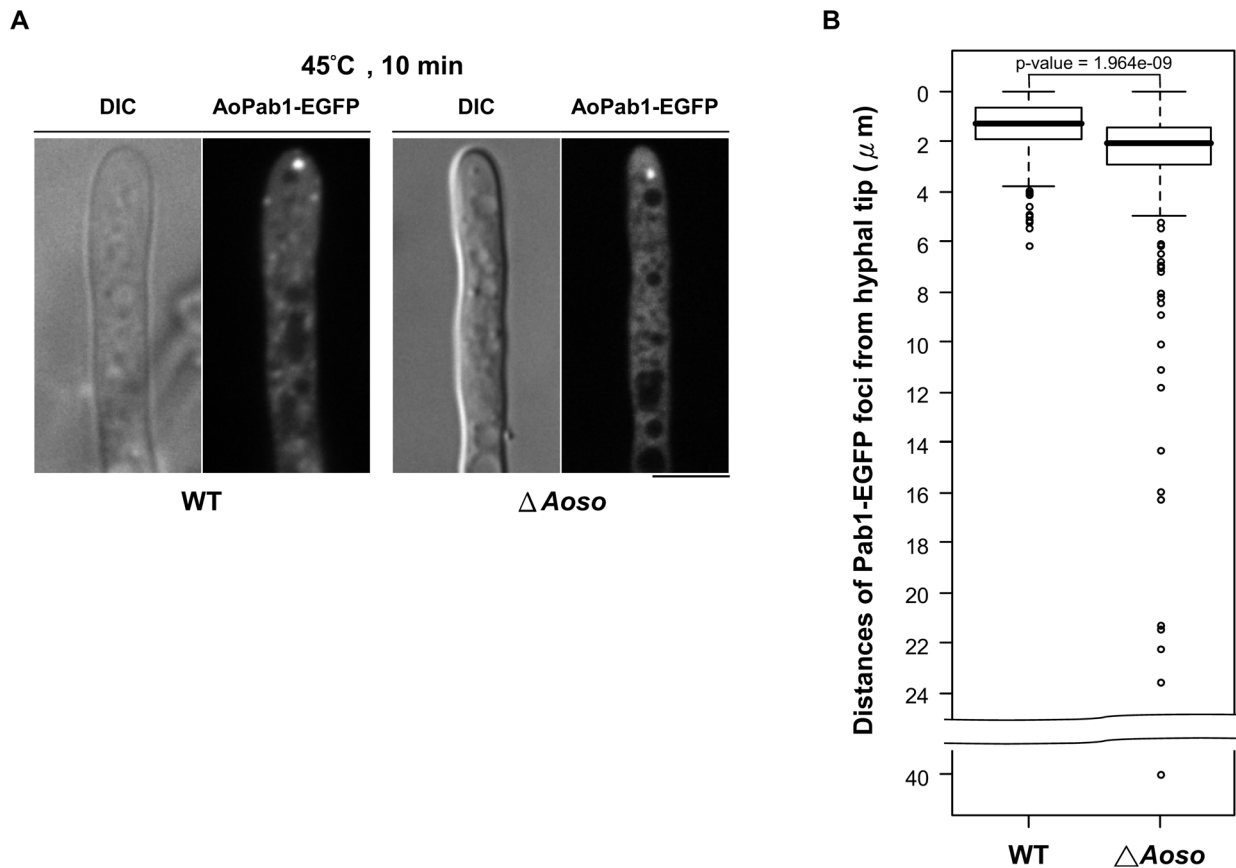 A
45°C , 10 min
DIC
AoPab1-EGFP
DIC
AoPab1-EGFP
WT
△ Aoso
B
Distances of Pab1-EGFP foci from hyphal tip (μm)
p-value = 1.964e-09
0
2
4
6
8
10
12
14
16
18
20
22
24
40
WT
△Aoso